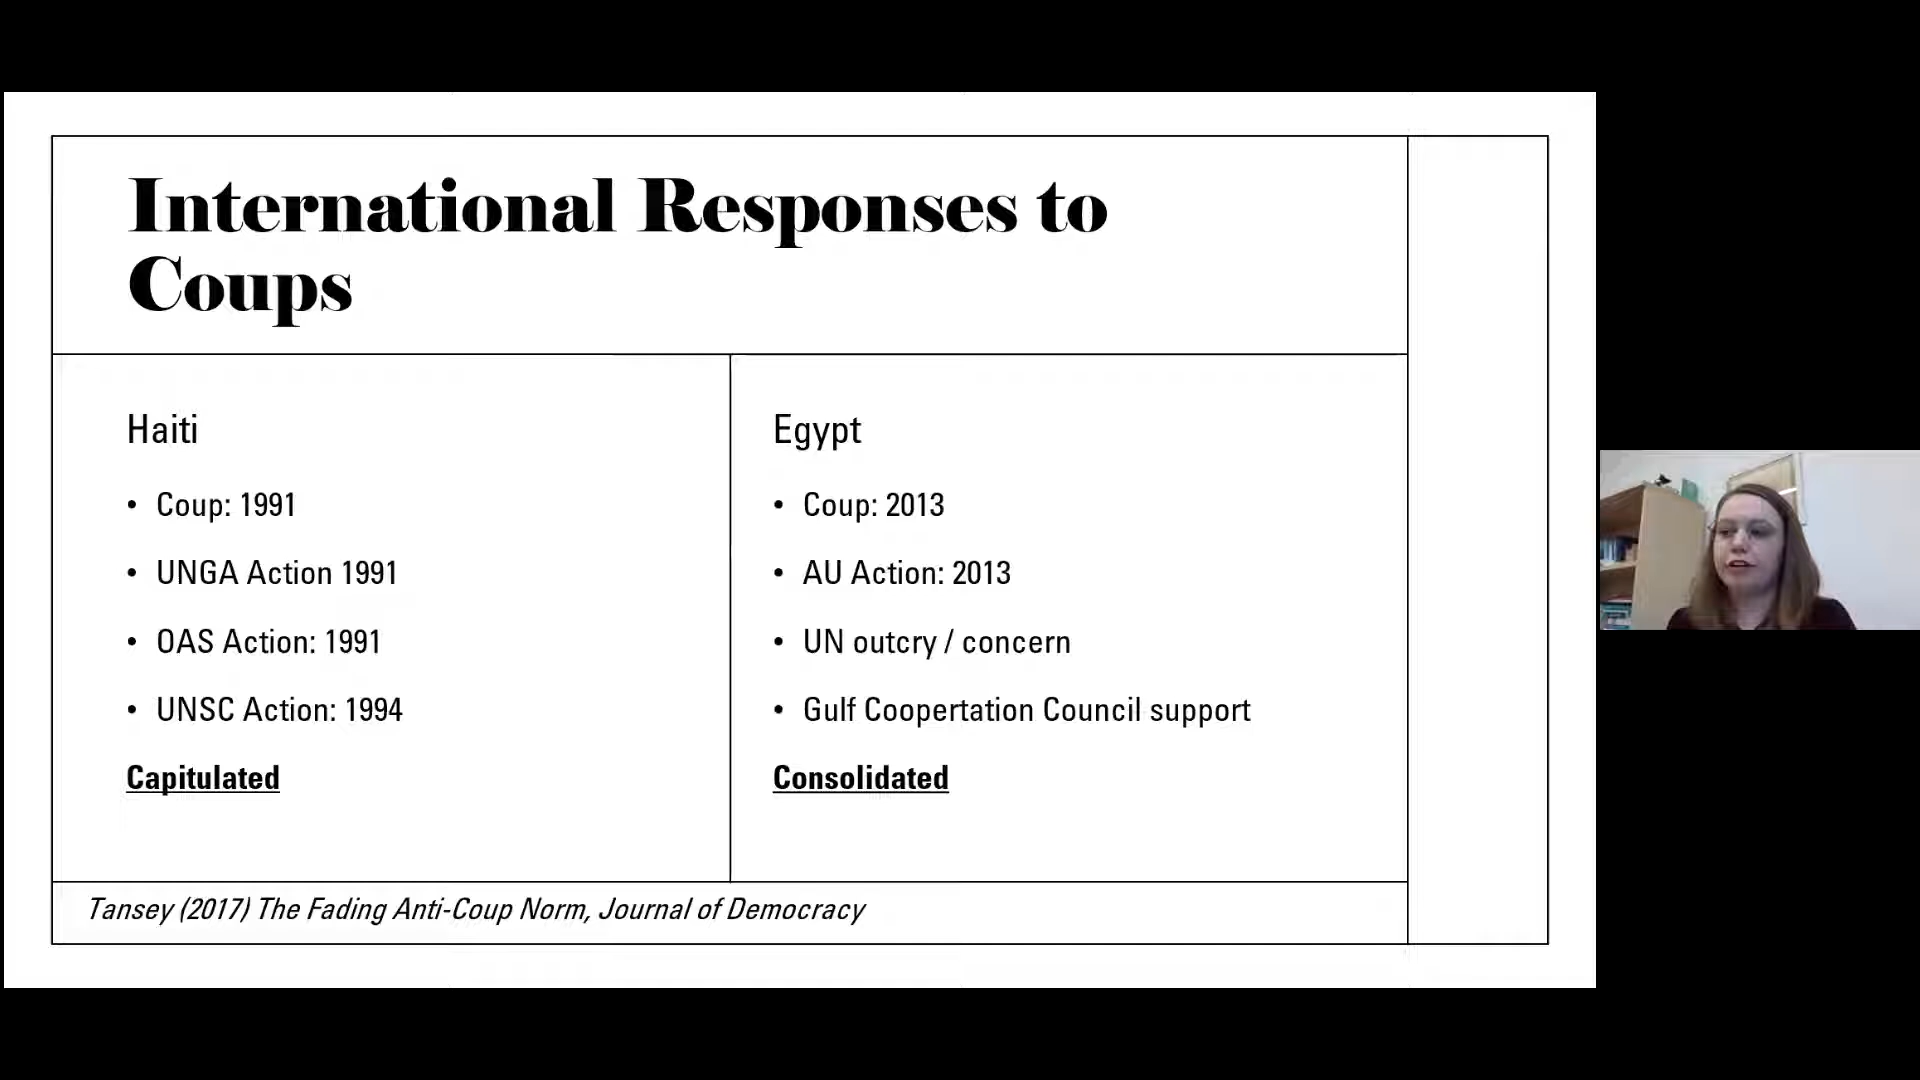 International Responses to
Coups
Haiti
• Coup: 1991
• UNGA Action 1991
• OAS Action: 1991
• UNSC Action: 1994
Capitulated
Egypt
• Coup: 2013
• AU Action: 2013
• UN outcry / concern
• Gulf Coopertation Council support
Consolidated
Tansey (2017) The Fading Anti-Coup Norm, Journal of Democracy